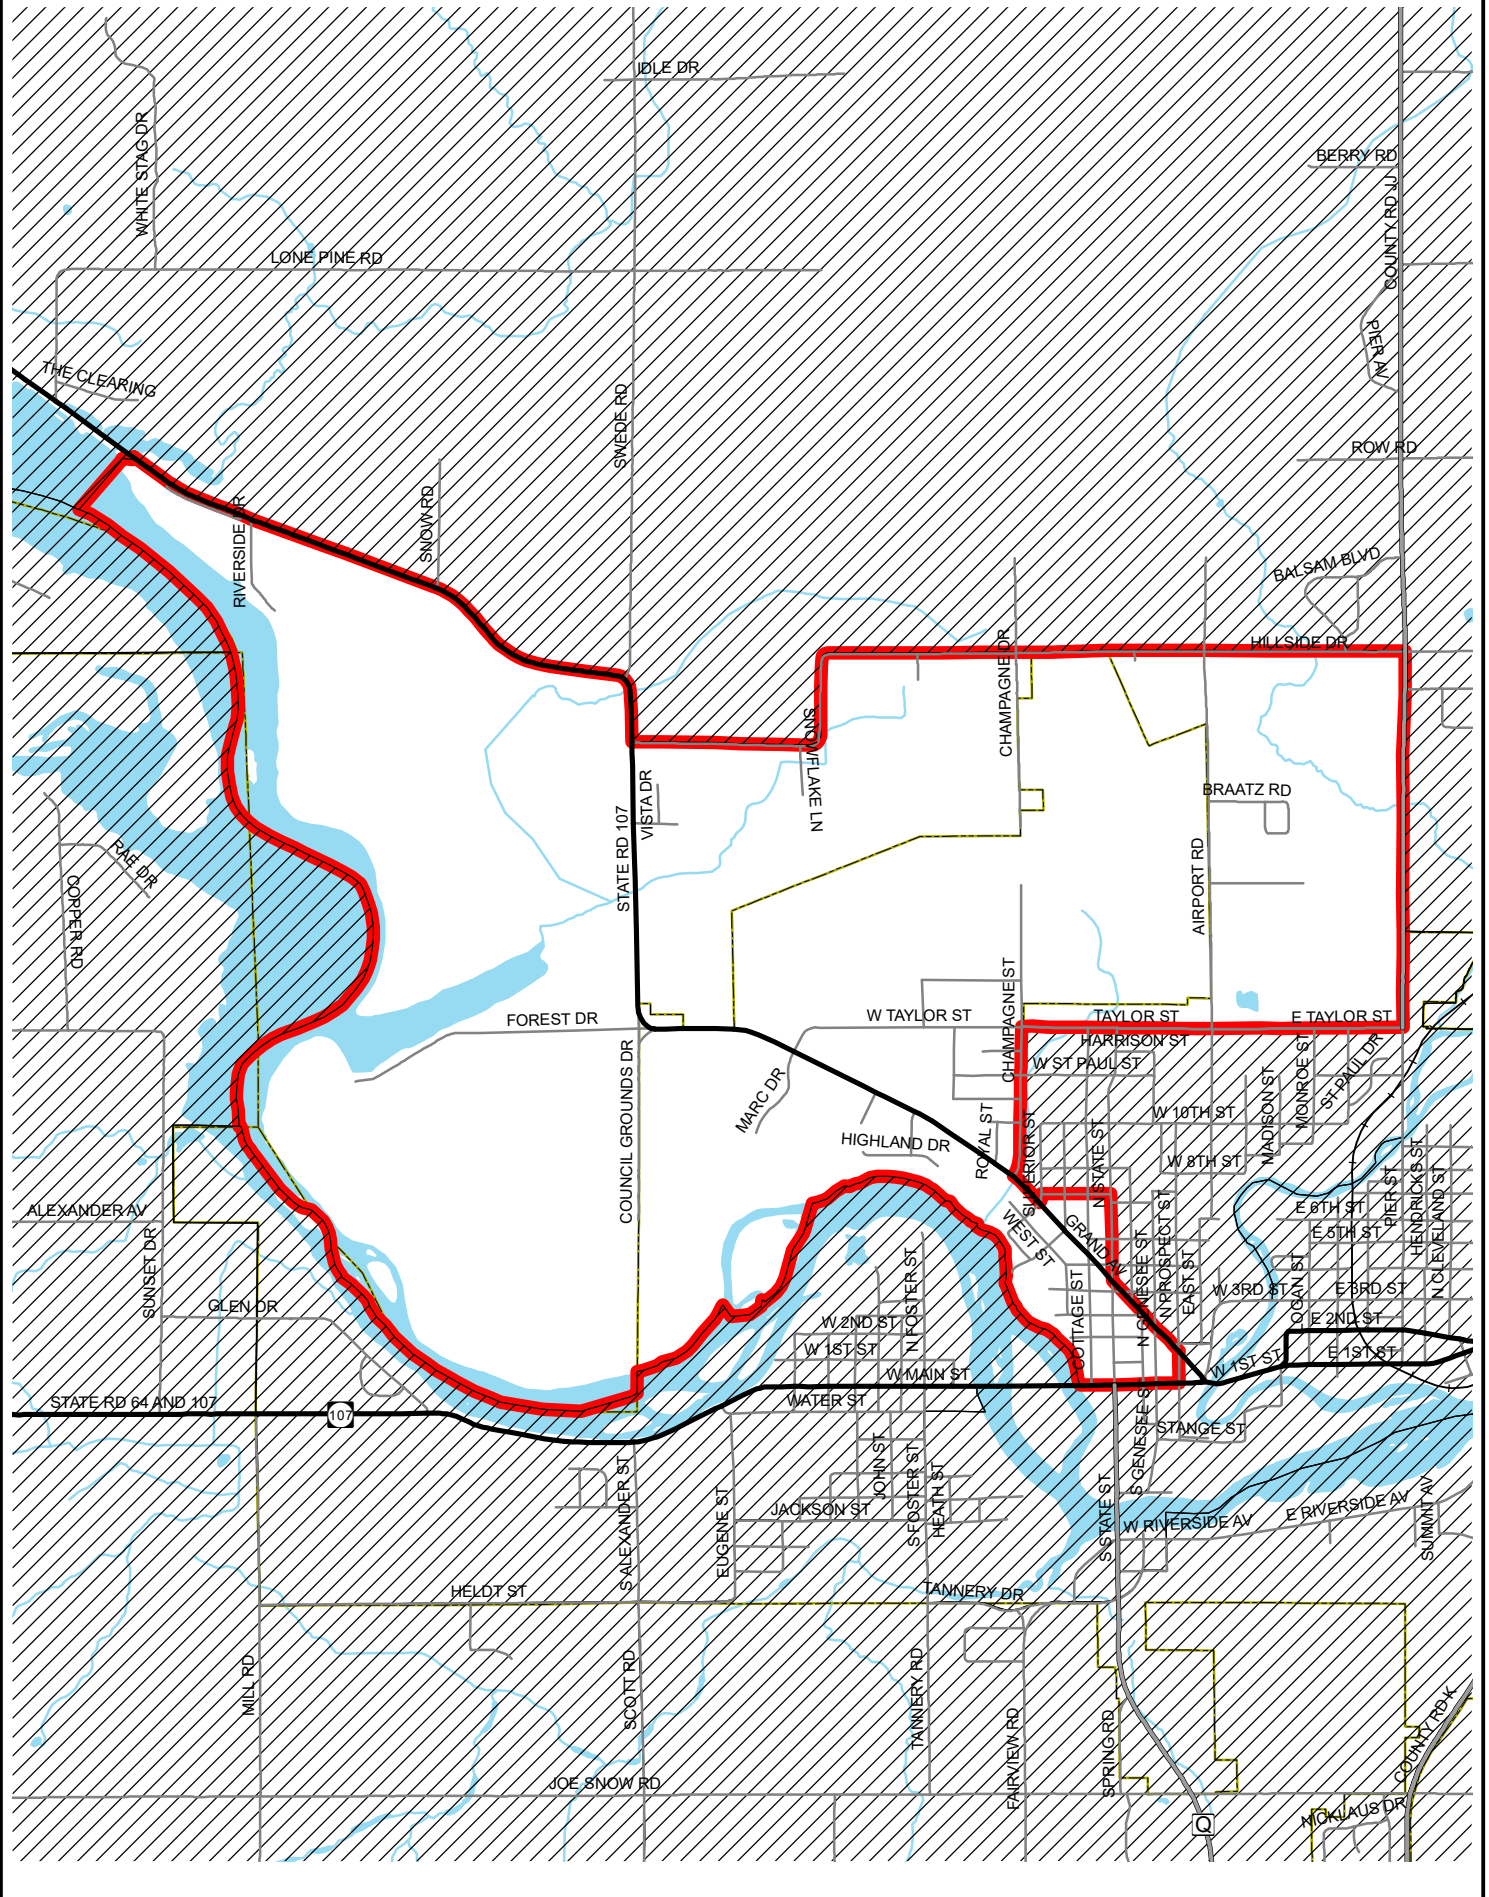 IDLE DR
WHITE STAG DR
BERRY RD
COUNTY RD JJ
LONE PINE RD
PIER AV
THE CLEARING
SWEDE RD
ROW RD
SNOW RD
RIVERSIDE DR
BALSAM BLVD
HILLSIDE DR
CHAMPAGNE DR
SNOWFLAKE LN
VISTA DR
STATE RD 107
BRAATZ RD
RAE DR
COPPER RD
AIRPORT RD
CHAMPAGNE ST
FOREST DR
W TAYLOR ST
TAYLOR ST
E TAYLOR ST
HARRISON ST
W ST PAUL ST
ST PAUL DR
MONROE ST
MADISON ST
MARC DR
COUNCIL GROUNDS DR
W 10TH ST
HIGHLAND DR
ROYAL ST
SUPERIOR ST
N STATE ST
W 8TH ST
PIER ST
HENDRICKS ST
N CLEVELAND ST
ALEXANDER AV
SUNSET DR
WEST ST
GRAND AV
E 6TH ST
E 5TH ST
N GENESEE ST
N PROSPECT ST
EAST ST
N FOSTER ST
GLEN DR
COTTAGE ST
W 3RD ST
OGAN ST
E 3RD ST
W 2ND ST
E 2ND ST
W 1ST ST
W 1ST ST
E 1ST ST
W MAIN ST
STATE RD 64 AND 107
107
WATER ST
S GENESEE S
STANGE ST
JOHN ST
S FOSTER ST
HEATH ST
S ALEXANDER ST
EUGENE ST
JACKSON ST
S STATE ST
W RIVERSIDE AV
E RIVERSIDE AV
SUMMIT AV
HELDT ST
TANNERY DR
MILL RD
SCOTT RD
TANNERY RD
FAIRVIEW RD
SPRING RD
COUNTY RD K
JOE SNOW RD
NICKLAUS DR
Q